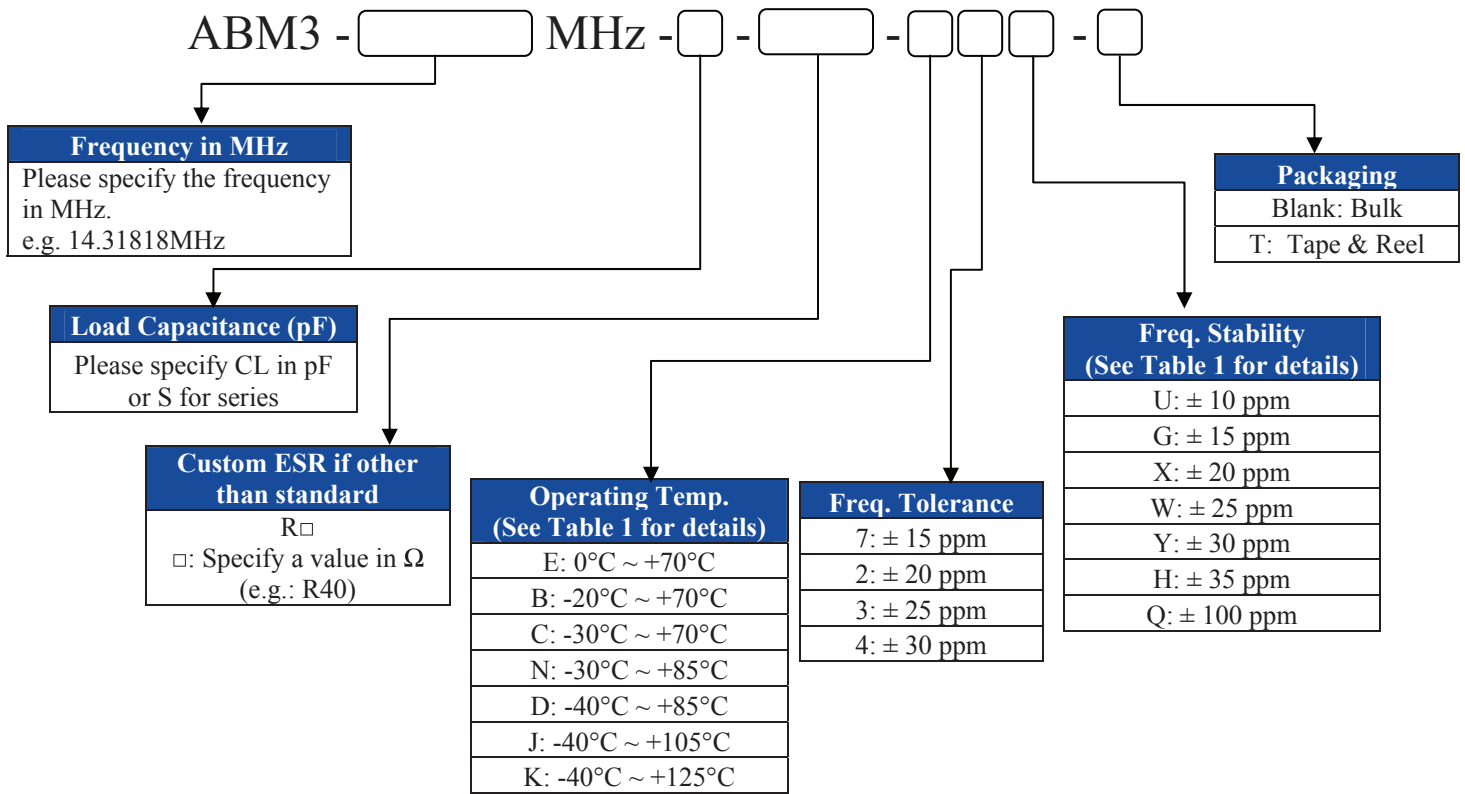 ABM3 - MHz - - - -
Frequency in MHz
Please specify the frequency
in MHz.
e.g. 14.31818MHz
Load Capacitance (pF)
Please specify CL in pF
or S for series
Custom ESR if other
than standard
R□
□: Specify a value in Ω
(e.g.: R40)
Operating Temp.
(See Table 1 for details)
E: 0°C ~ +70°C
B: -20°C ~ +70°C
C: -30°C ~ +70°C
N: -30°C ~ +85°C
D: -40°C ~ +85°C
J: -40°C ~ +105°C
K: -40°C ~ +125°C
Freq. Tolerance
7: ± 15 ppm
2: ± 20 ppm
3: ± 25 ppm
4: ± 30 ppm
Freq. Stability
(See Table 1 for details)
U: ± 10 ppm
G: ± 15 ppm
X: ± 20 ppm
W: ± 25 ppm
Y: ± 30 ppm
H: ± 35 ppm
Q: ± 100 ppm
Packaging
Blank: Bulk
T: Tape & Reel